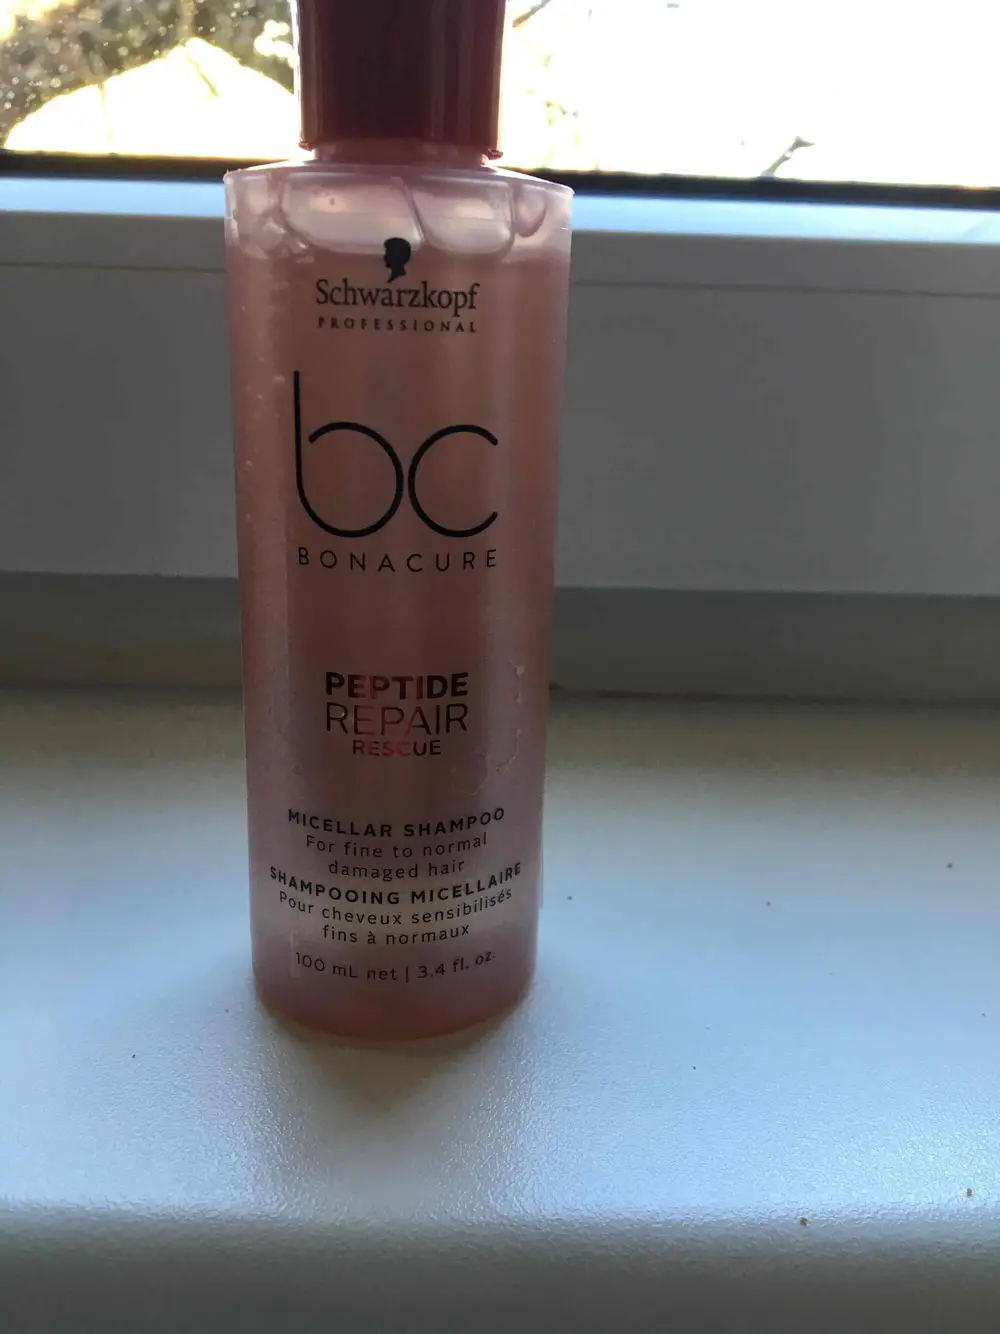 Schwarzkopf
PROFESSIONAL
bc
BONACURE
PEPTIDE
REPAIR
RESCUE
MICELLAR SHAMPOO
For fine to normal
damaged hair
SHAMPOOING MICELLAIRE
Pour cheveux sensibilisés
fins à normaux
100 mL net | 3.4 fl. oz.